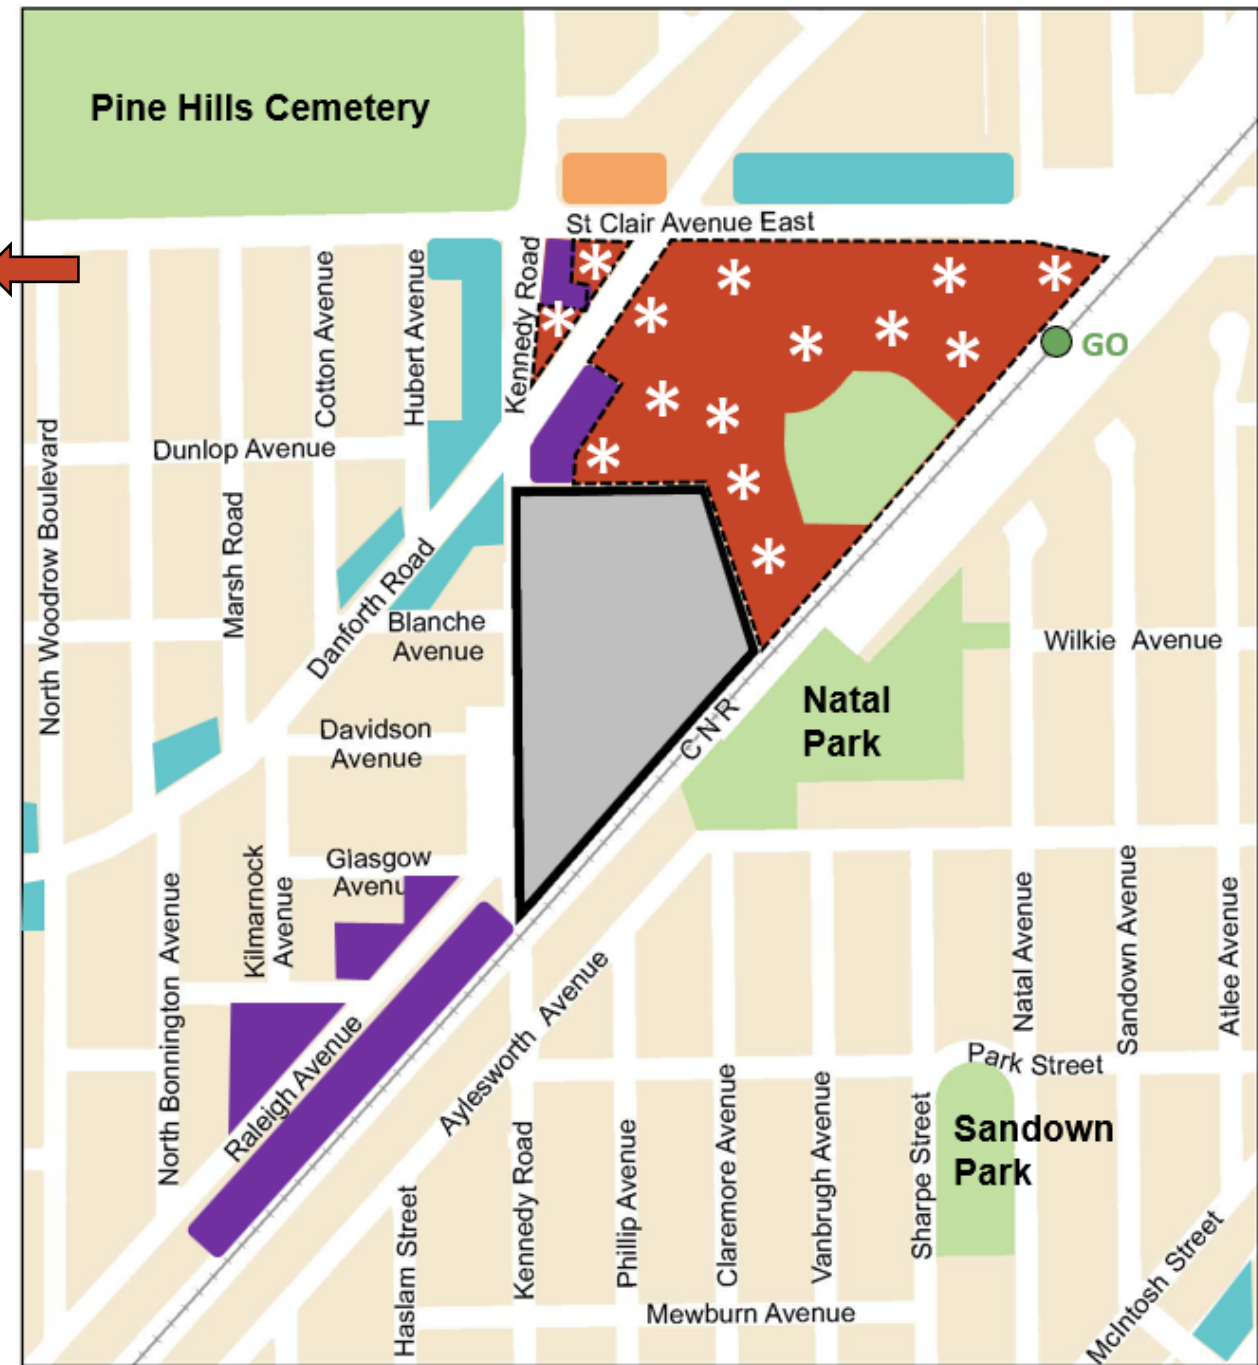 Pine Hills Cemetery
St Clair Avenue East
Kennedy Road
Cotton Avenue
Hubert Avenue
GO
Dunlop Avenue
North Woodrow Boulevard
Marsh Road
Danforth Road
Blanche
Avenue
Wilkie Avenue
Natal
Park
C N R
Davidson
Avenue
Glasgow
Avenu
Kilmarnock
Avenue
North Bonnington Avenue
Raleigh Avenue
Aylesworth Avenue
Natal Avenue
Sandown Avenue
Atlee Avenue
Park Street
Sandown
Park
Haslam Street
Kennedy Road
Phillip Avenue
Claremore Avenue
Vanbrugh Avenue
Sharpe Street
Mewburn Avenue
McIntosh Street